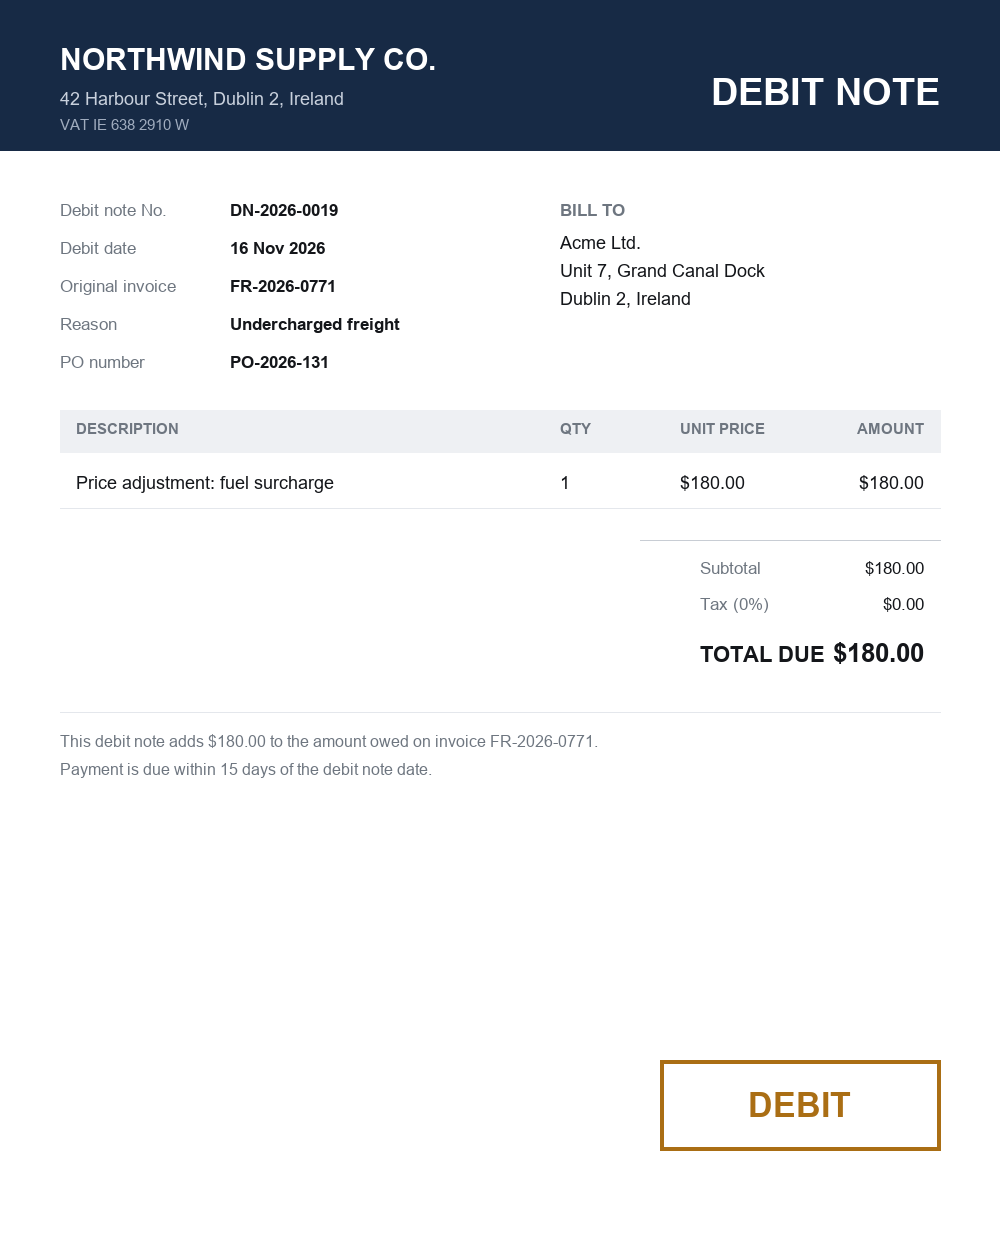 NORTHWIND SUPPLY CO.
42 Harbour Street, Dublin 2, Ireland
VAT IE 638 2910 W
DEBIT NOTE
Debit note No. DN-2026-0019
Debit date 16 Nov 2026
Original invoice FR-2026-0771
Reason Undercharged freight
PO number PO-2026-131
BILL TO
Acme Ltd.
Unit 7, Grand Canal Dock
Dublin 2, Ireland
DESCRIPTION QTY UNIT PRICE AMOUNT
Price adjustment: fuel surcharge 1 $180.00 $180.00
Subtotal $180.00
Tax (0%) $0.00
TOTAL DUE $180.00
This debit note adds $180.00 to the amount owed on invoice FR-2026-0771.
Payment is due within 15 days of the debit note date.
DEBIT